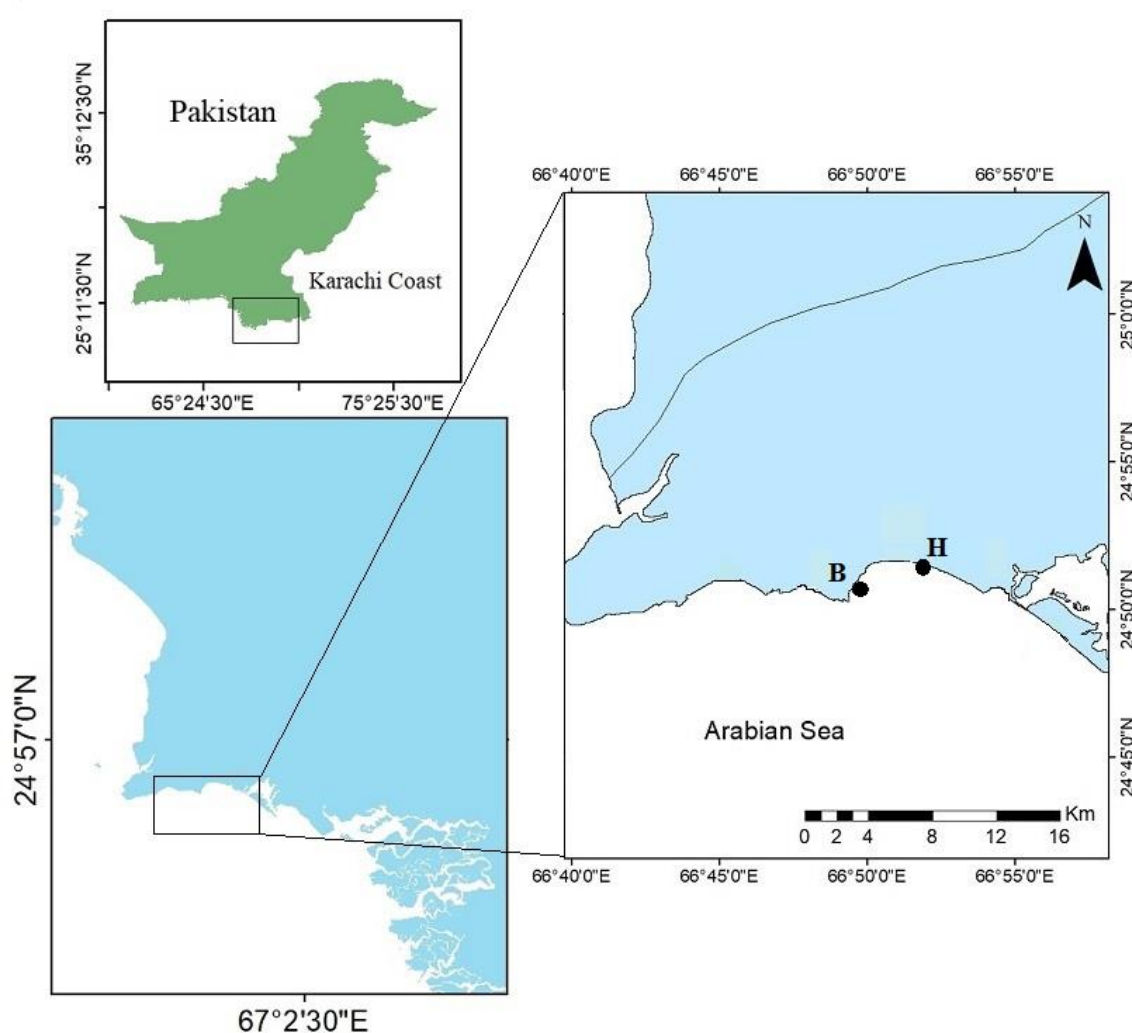 Pakistan
Karachi Coast
35°12'30"N
25°11'30"N
65°24'30"E
75°25'30"E
66°40'0"E
66°45'0"E
66°50'0"E
66°55'0"E
N
25°0'0"N
24°55'0"N
24°50'0"N
24°45'0"N
B
H
Arabian Sea
Km
0 2 4 8 12 16
66°40'0"E
66°45'0"E
66°50'0"E
66°55'0"E
24°57'0"N
67°2'30"E